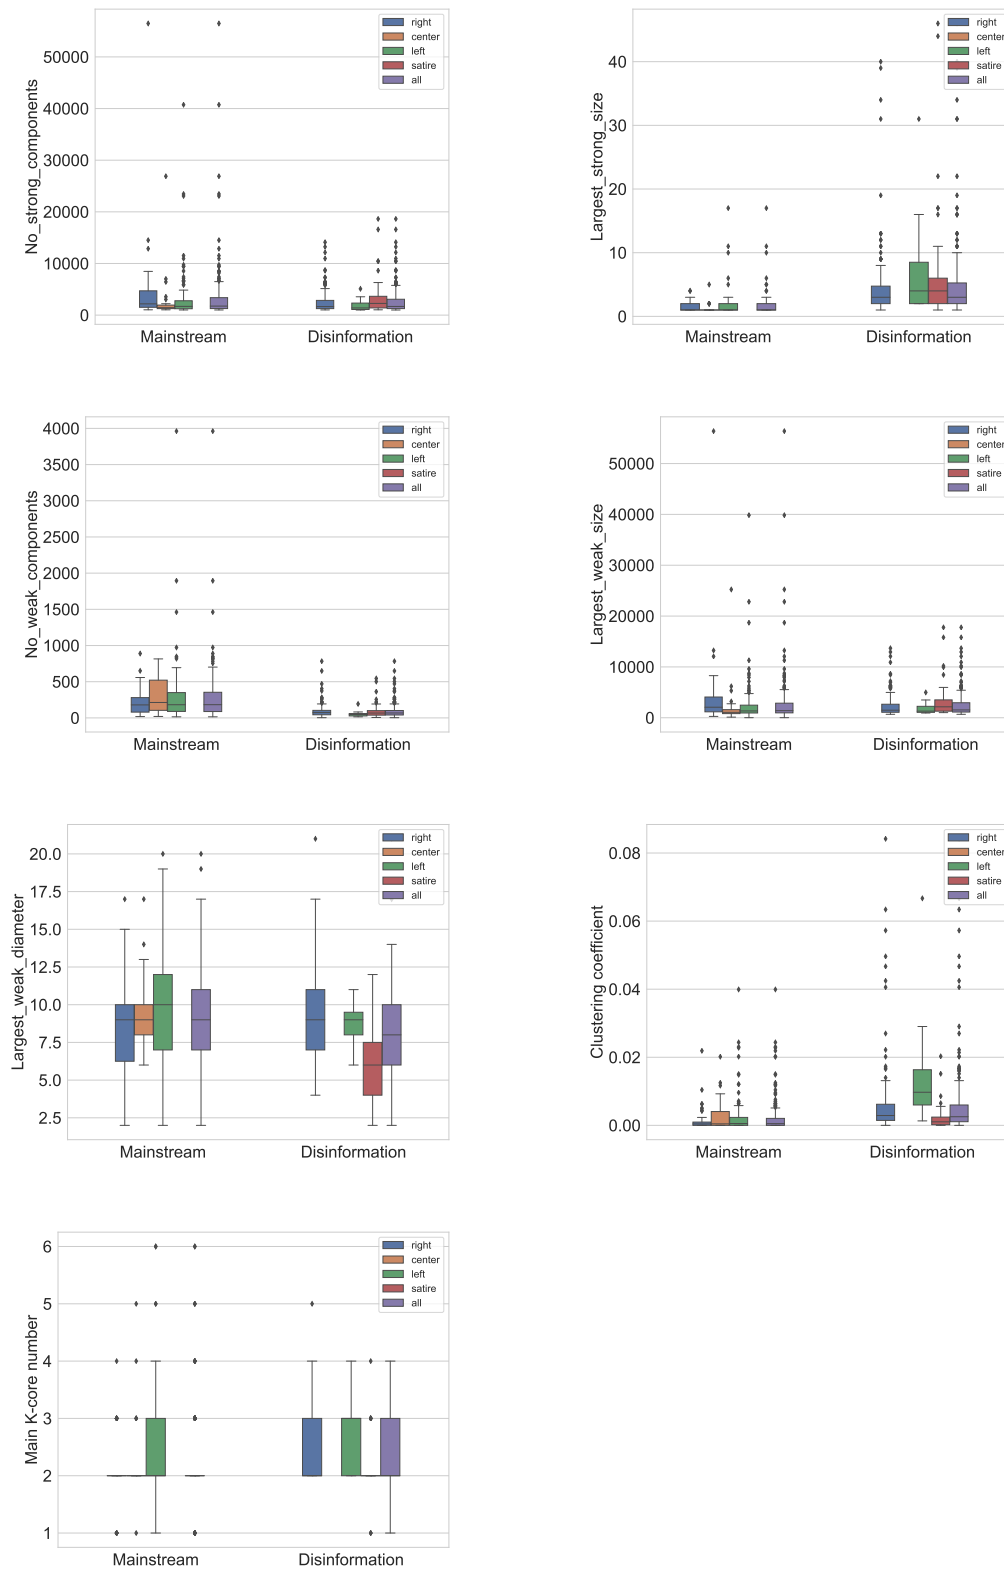 No_strong_components
50000
40000
30000
20000
10000
0
Mainstream
Disinformation
right
center
left
satire
all
Largest_strong_size
40
30
20
10
0
Mainstream
Disinformation
right
center
left
satire
all
No_weak_components
4000
3500
3000
2500
2000
1500
1000
500
0
Mainstream
Disinformation
right
center
left
satire
all
Largest_weak_size
50000
40000
30000
20000
10000
0
Mainstream
Disinformation
right
center
left
satire
all
Largest_weak_diameter
20.0
17.5
15.0
12.5
10.0
7.5
5.0
2.5
Mainstream
Disinformation
right
center
left
satire
all
Clustering coefficient
0.08
0.06
0.04
0.02
0.00
Mainstream
Disinformation
right
center
left
satire
all
Main K-core number
6
5
4
3
2
1
Mainstream
Disinformation
right
center
left
satire
all